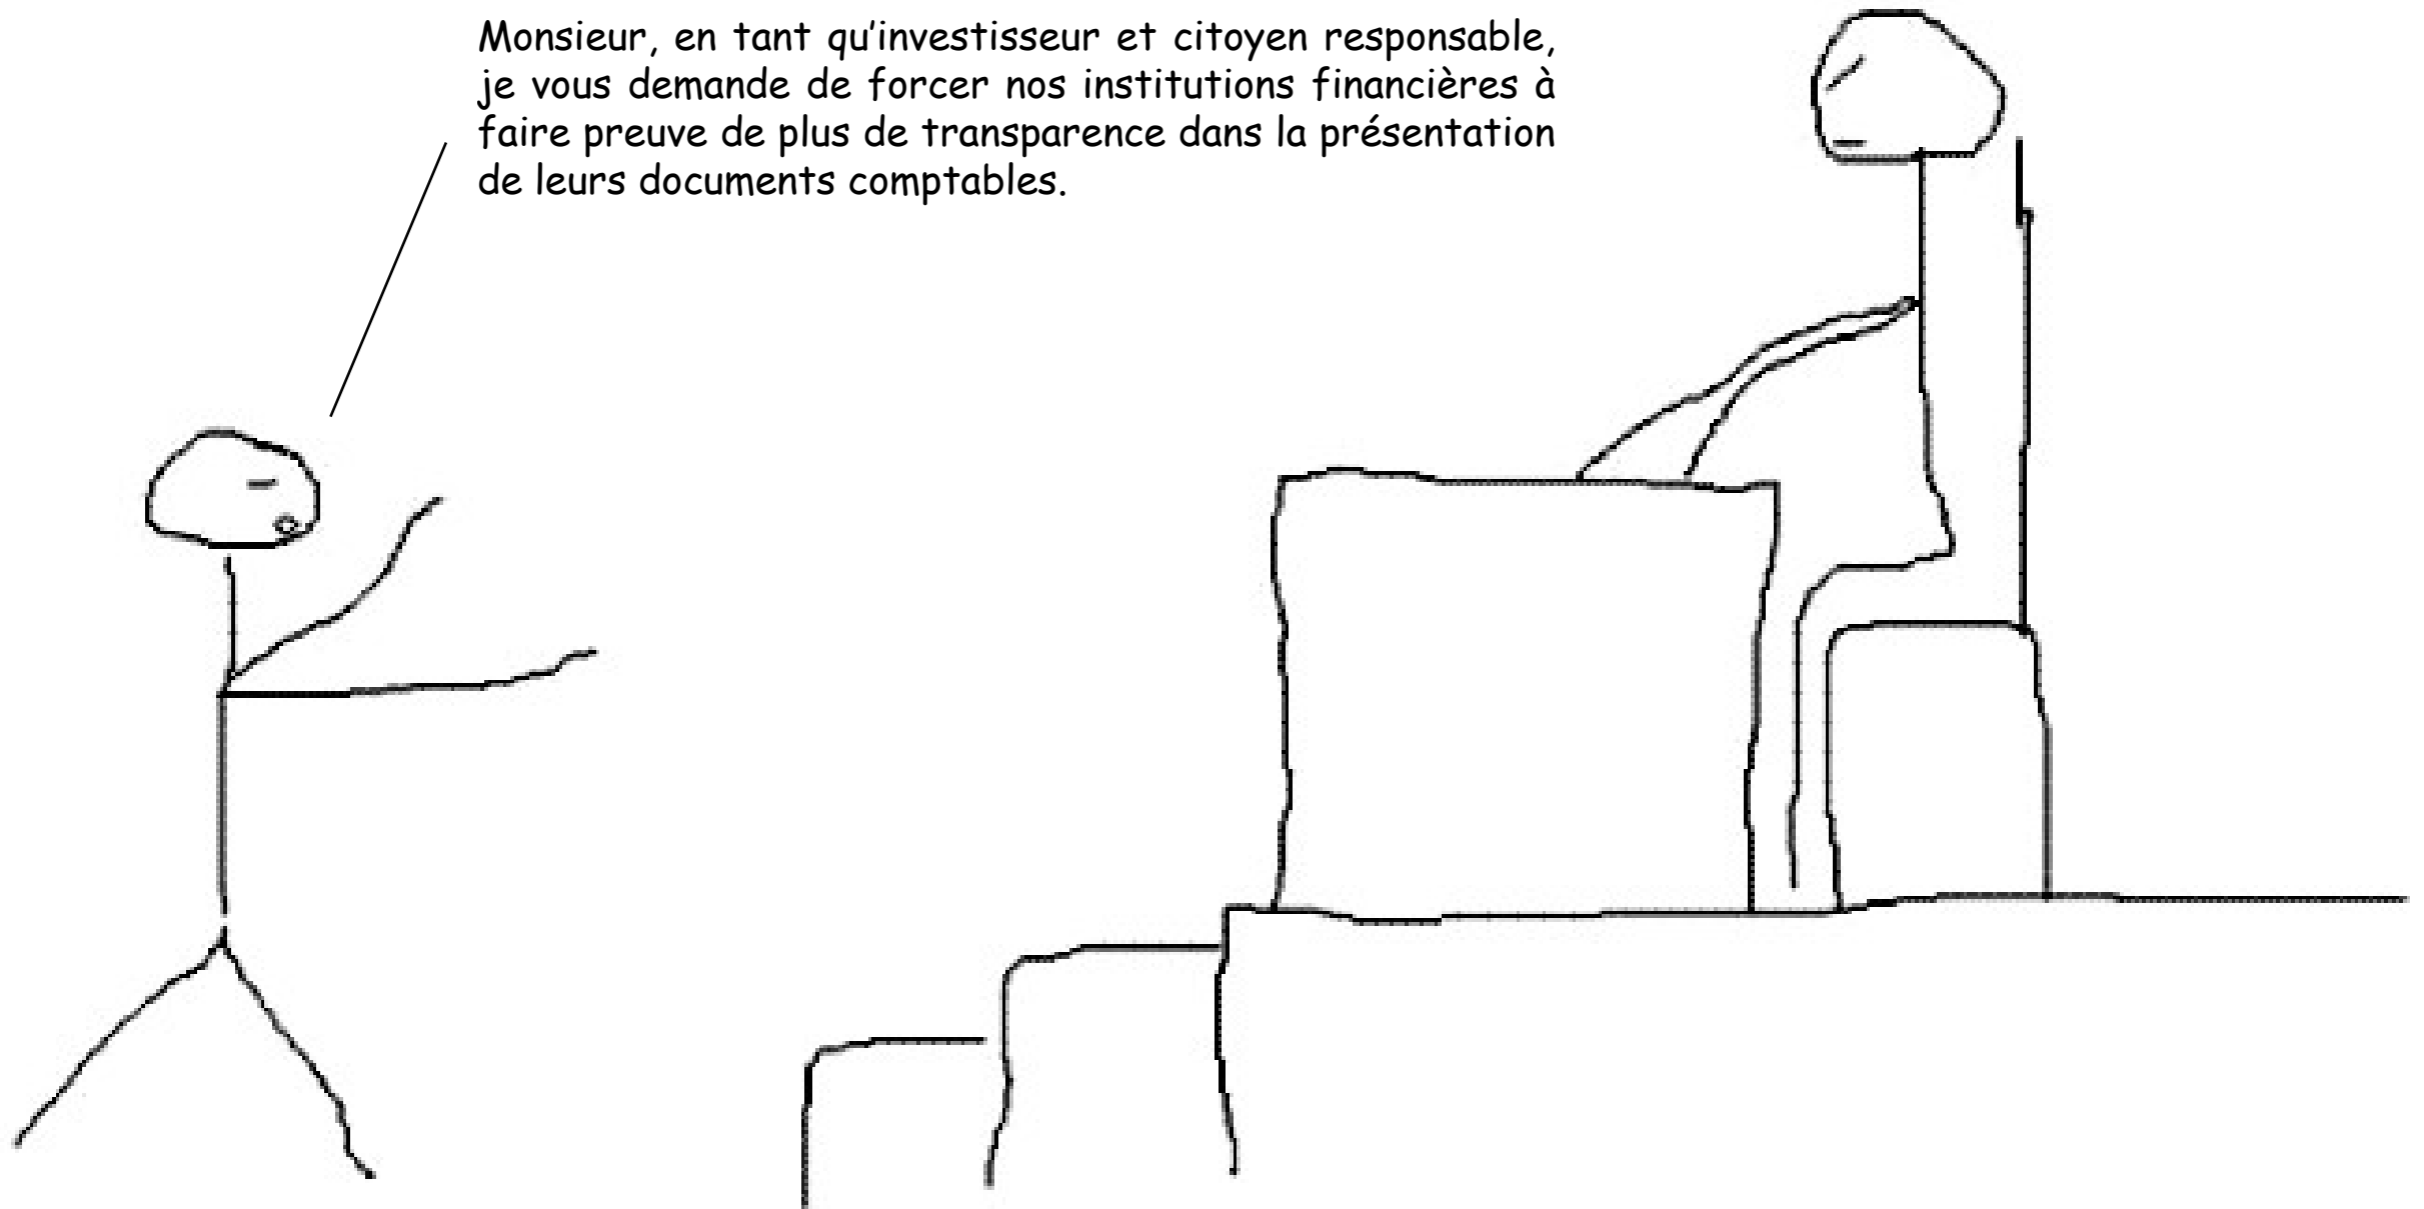 Monsieur, en tant qu'investisseur et citoyen responsable,
je vous demande de forcer nos institutions financières à
faire preuve de plus de transparence dans la présentation
de leurs documents comptables.